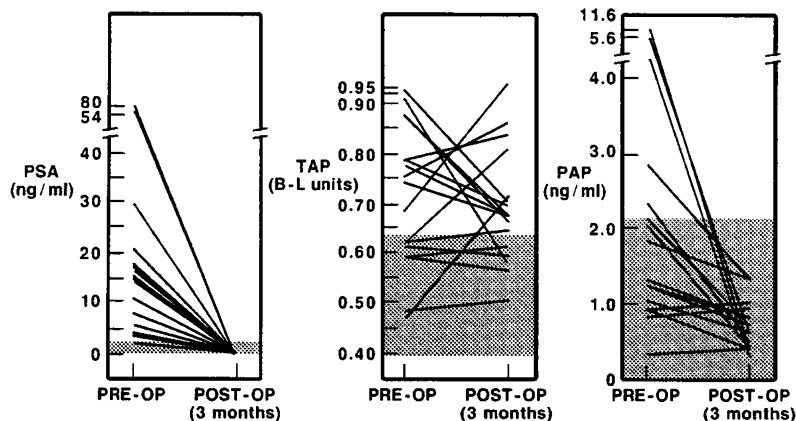 80
54
40
30
20
10
0
PSA
(ng/ml)
PRE-OP
POST-OP
(3 months)
0.95
0.90
0.80
0.70
0.60
0.50
0.40
TAP
(B-L units)
PRE-OP
POST-OP
(3 months)
11.6
5.6
4.0
3.0
2.0
1.0
0
PAP
(ng/ml)
PRE-OP
POST-OP
(3 months)